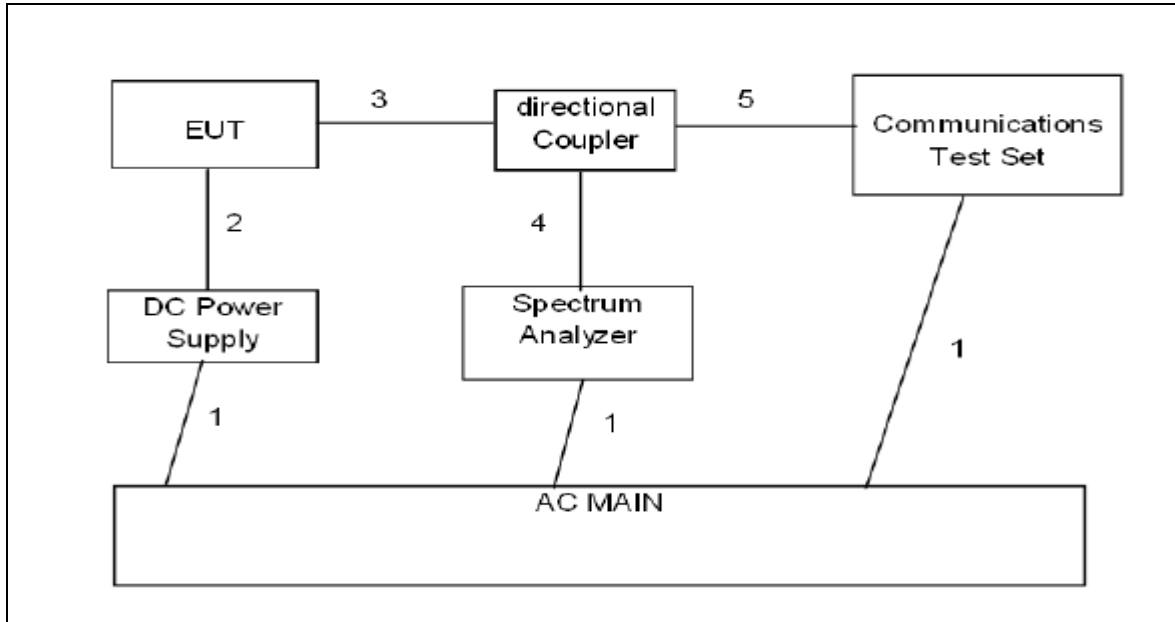 EUT
3
directional
Coupler
5
Communications
Test Set
2
4
DC Power
Supply
Spectrum
Analyzer
1
1
1
AC MAIN